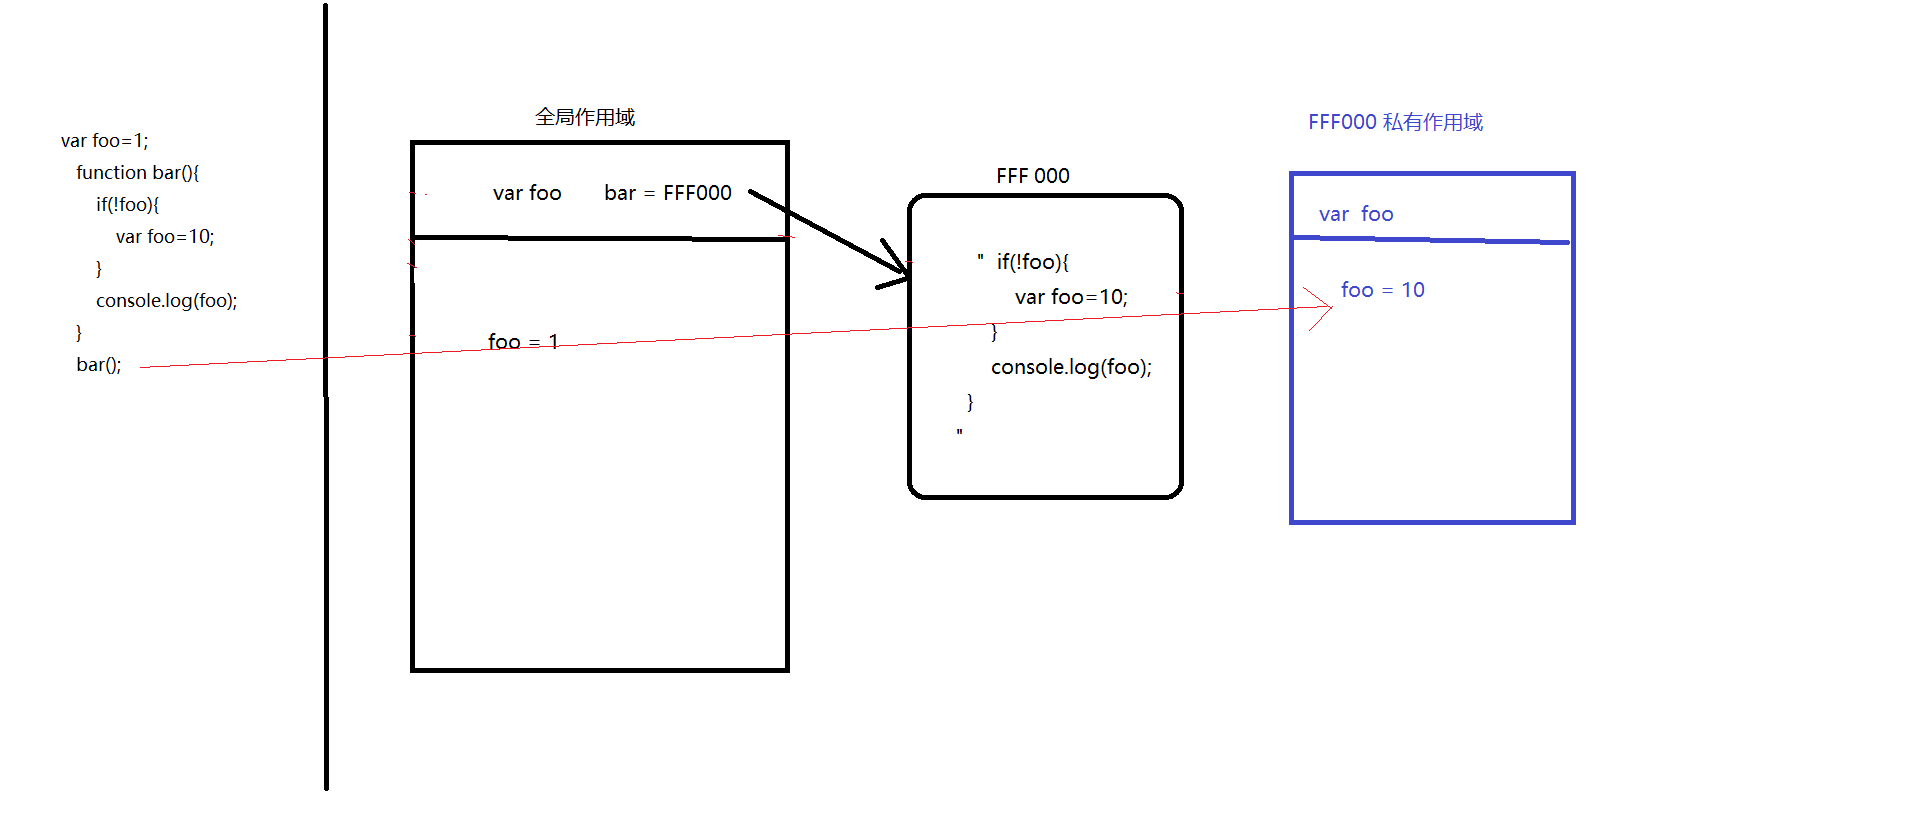 var foo=1;
function bar(){
if(!foo){
var foo=10;
}
console.log(foo);
}
bar();
全局作用域
var foo bar = FFF000
foo = 1
FFF 000
" if(!foo){
var foo=10;
}
console.log(foo);
}
"
FFF000 私有作用域
var foo
foo = 10